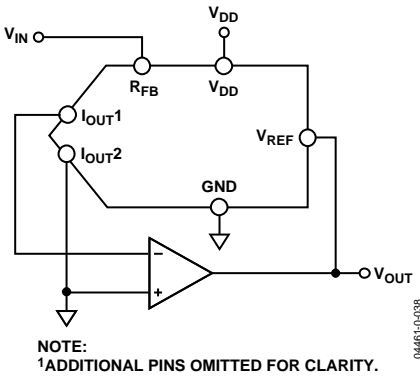 V_DD
V_IN
R_FB
V_DD
I_OUT1
V_REF
I_OUT2
GND
−
+
V_OUT
04461-0-038
NOTE:
¹ADDITIONAL PINS OMITTED FOR CLARITY.